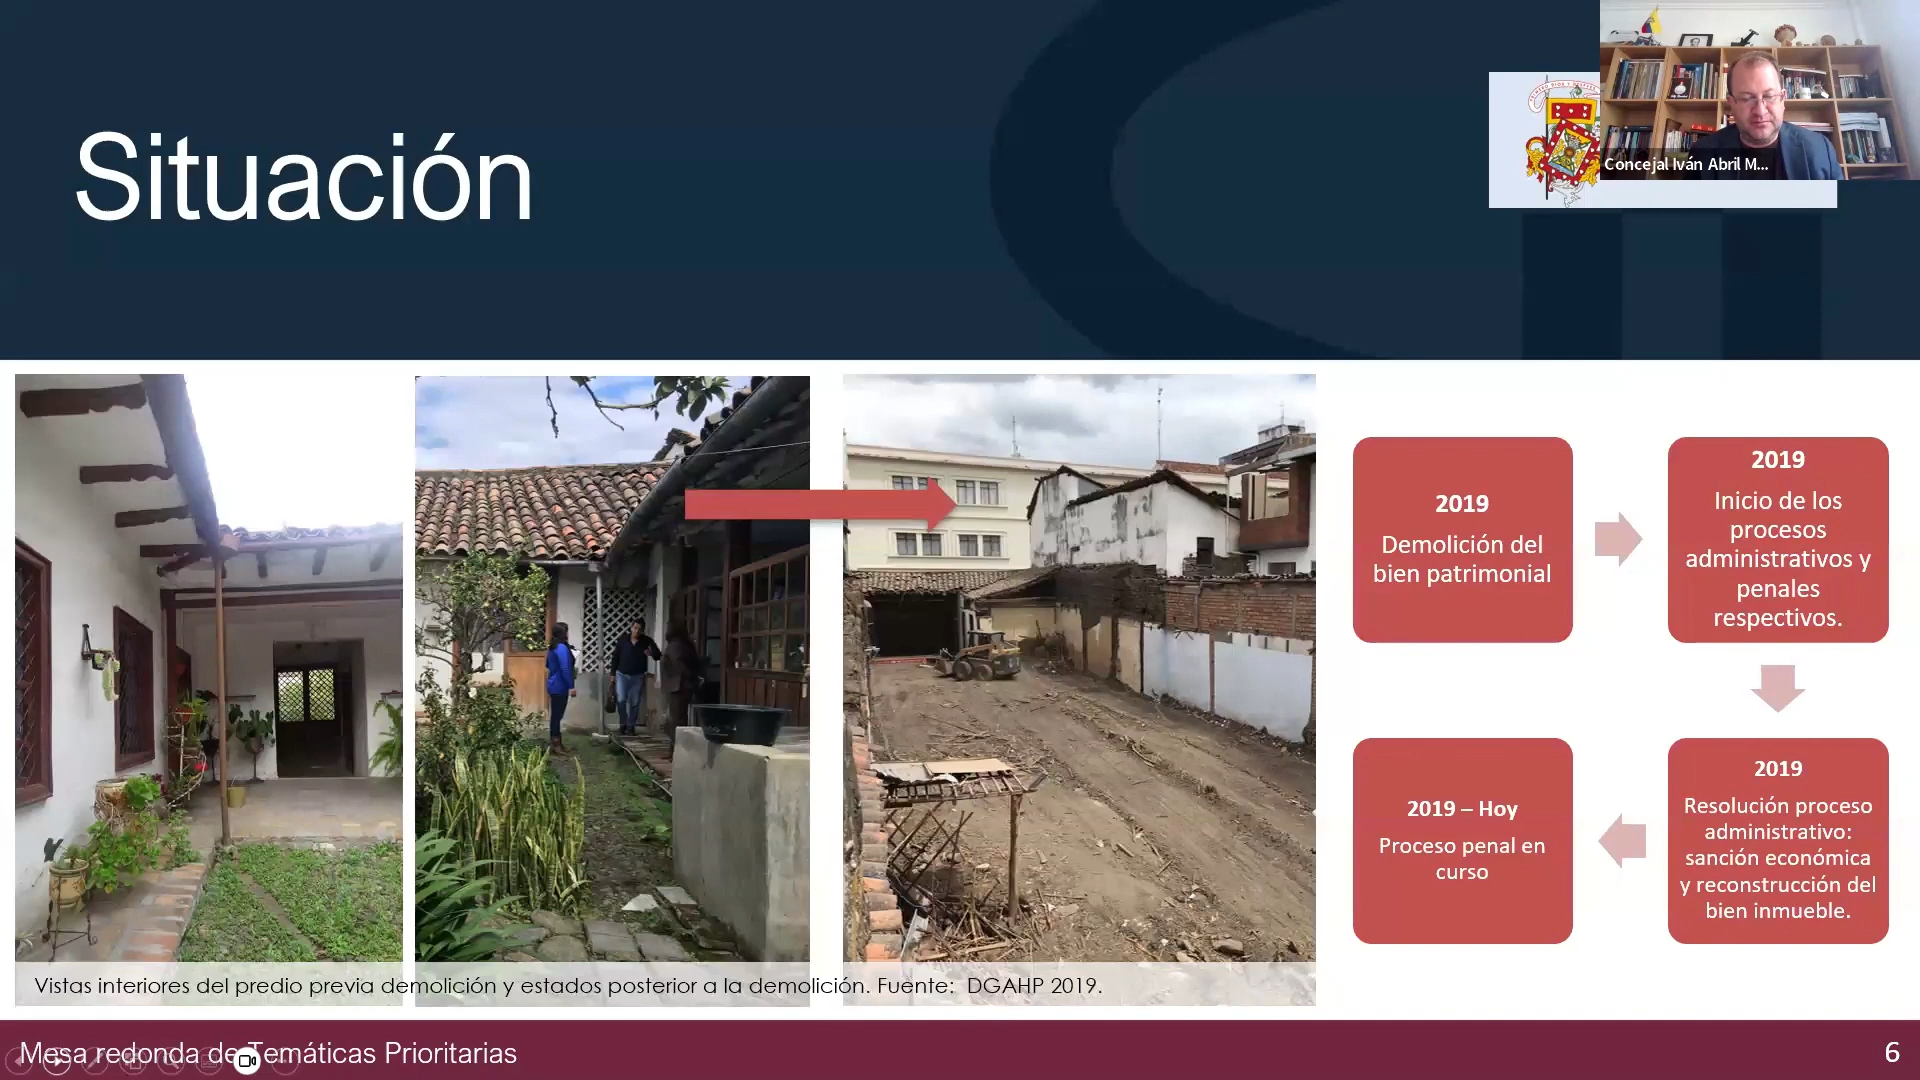 Situación
Concejal Iván Abril M...
2019
Demolición del
bien patrimonial
2019
Inicio de los
procesos
administrativos y
penales
respectivos.
2019
Resolución proceso
administrativo:
sanción económica
y reconstrucción del
bien inmueble.
2019 – Hoy
Proceso penal en
curso
Vistas interiores del predio previa demolición y estados posterior a la demolición. Fuente: DGAHP 2019.
Mesa redonda de Temáticas Prioritarias
6